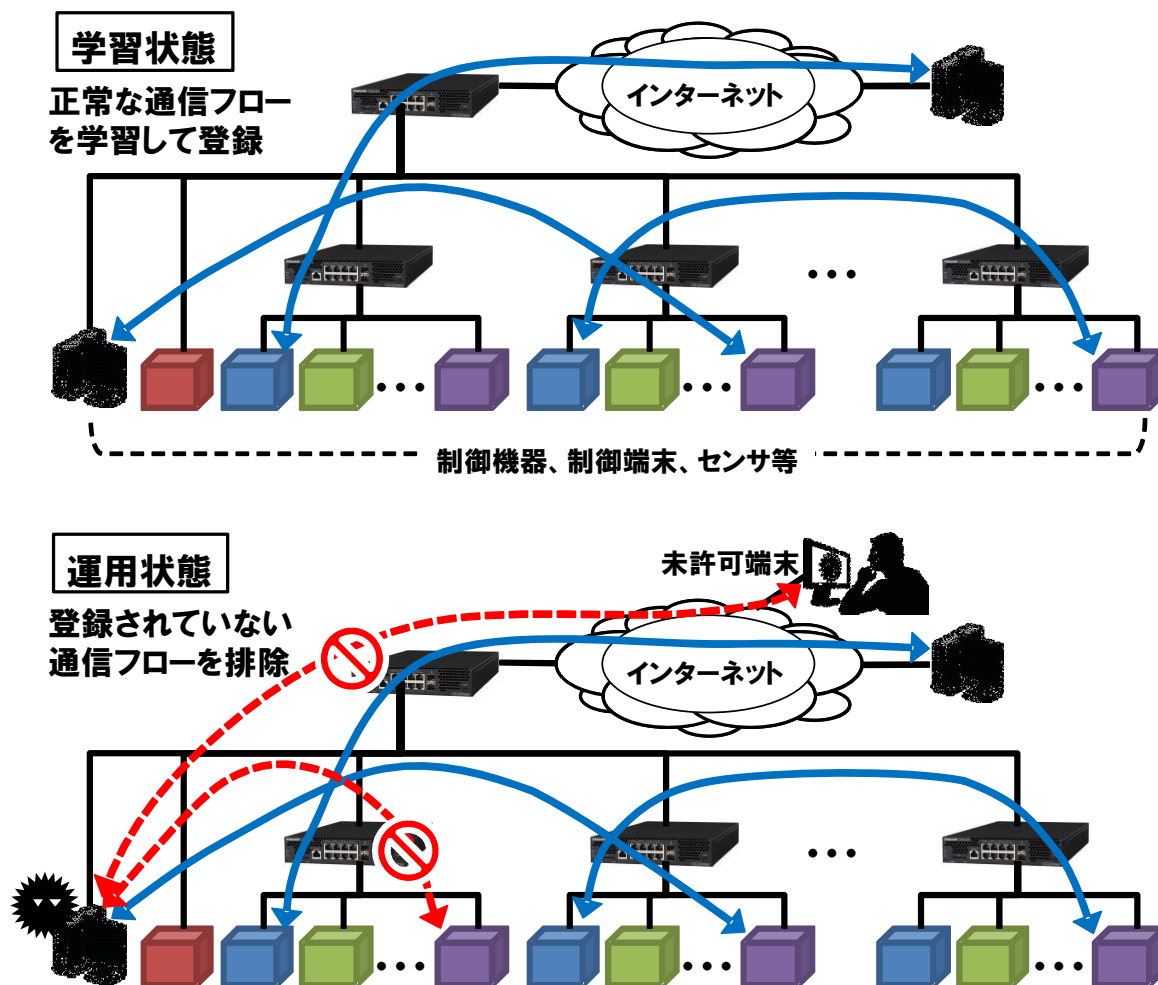 学習状態
正常な通信フロー
を学習して登録
インターネット
制御機器、制御端末、センサ等
運用状態
未許可端末
登録されていない
通信フローを排除
インターネット